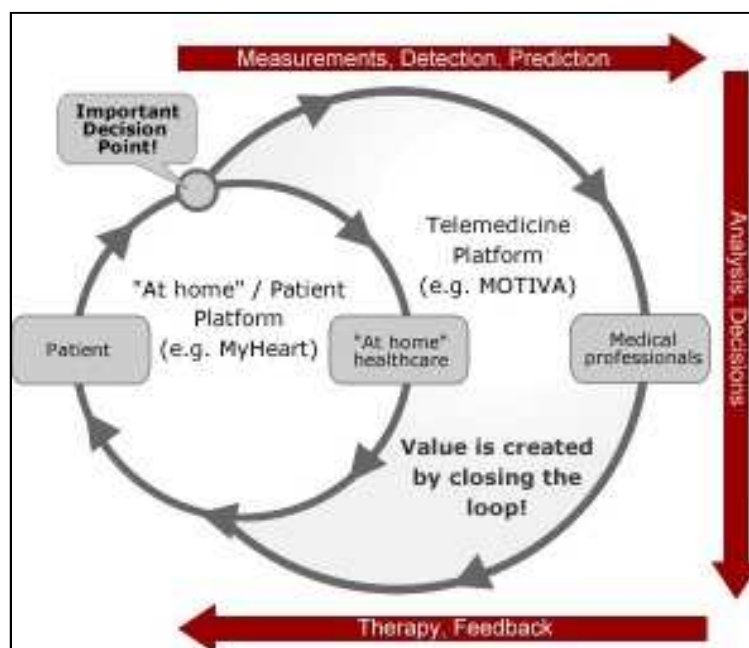 Measurements, Detection, Prediction
Important
Decision
Point!
Telemedicine
Platform
(e.g. MOTIVA)
"At home" / Patient
Platform
(e.g. MyHeart)
Patient
"At home"
healthcare
Medical
professionals
Analysis, Decisions
Value is created
by closing the
loop!
Therapy, Feedback